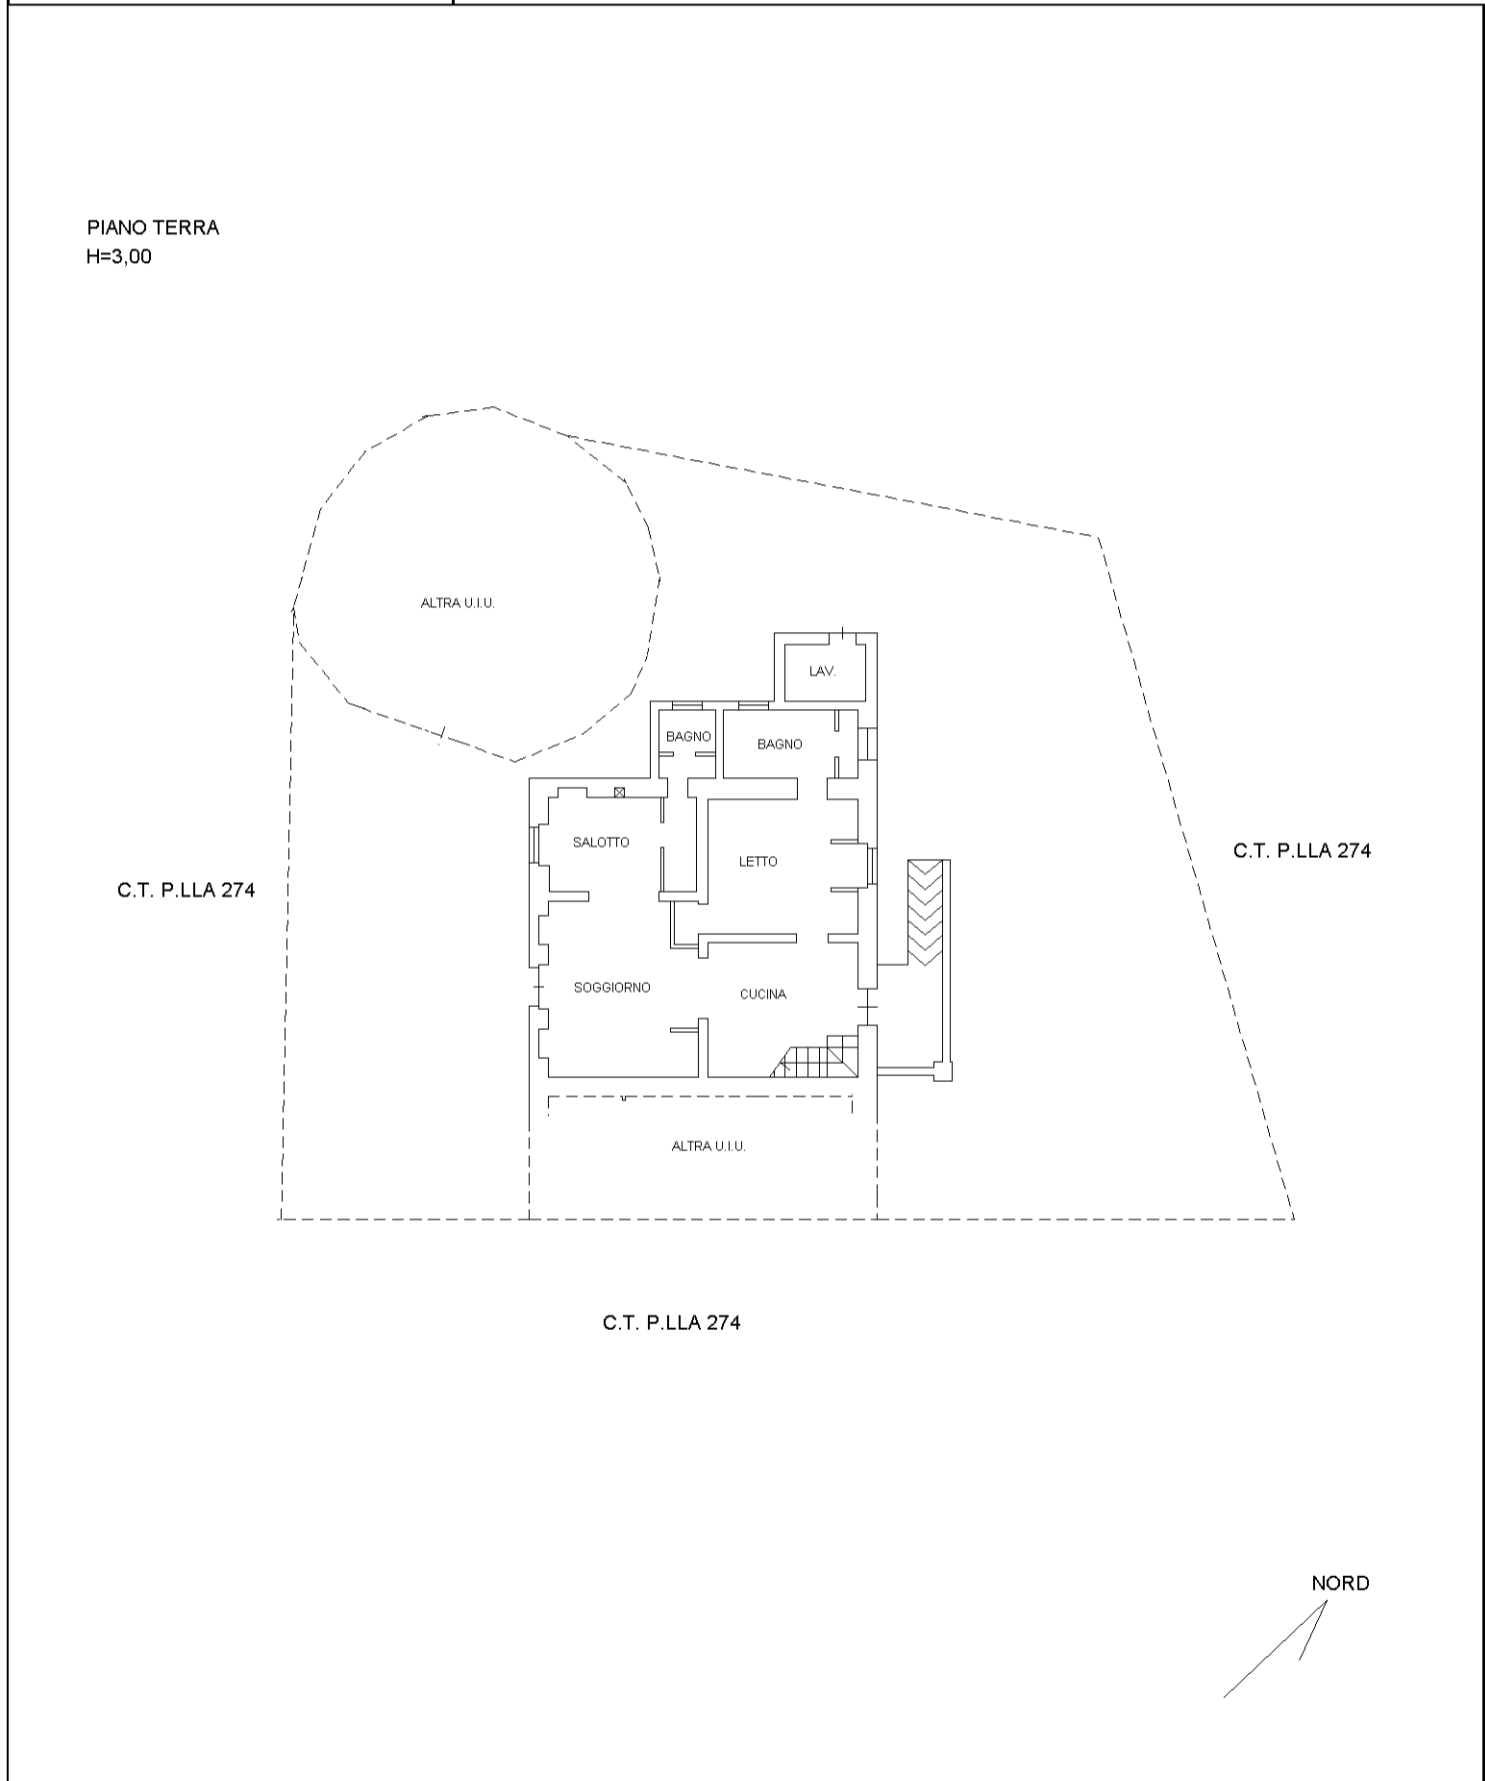 PIANO TERRA
H=3,00
ALTRA U.I.U.
LAV.
BAGNO
BAGNO
SALOTTO
LETTO
C.T. P.LLA 274
C.T. P.LLA 274
SOGGIORNO
CUCINA
ALTRA U.I.U.
C.T. P.LLA 274
NORD